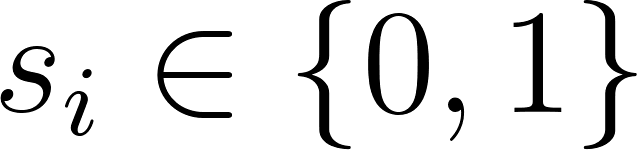 s_i ∈ {0, 1}